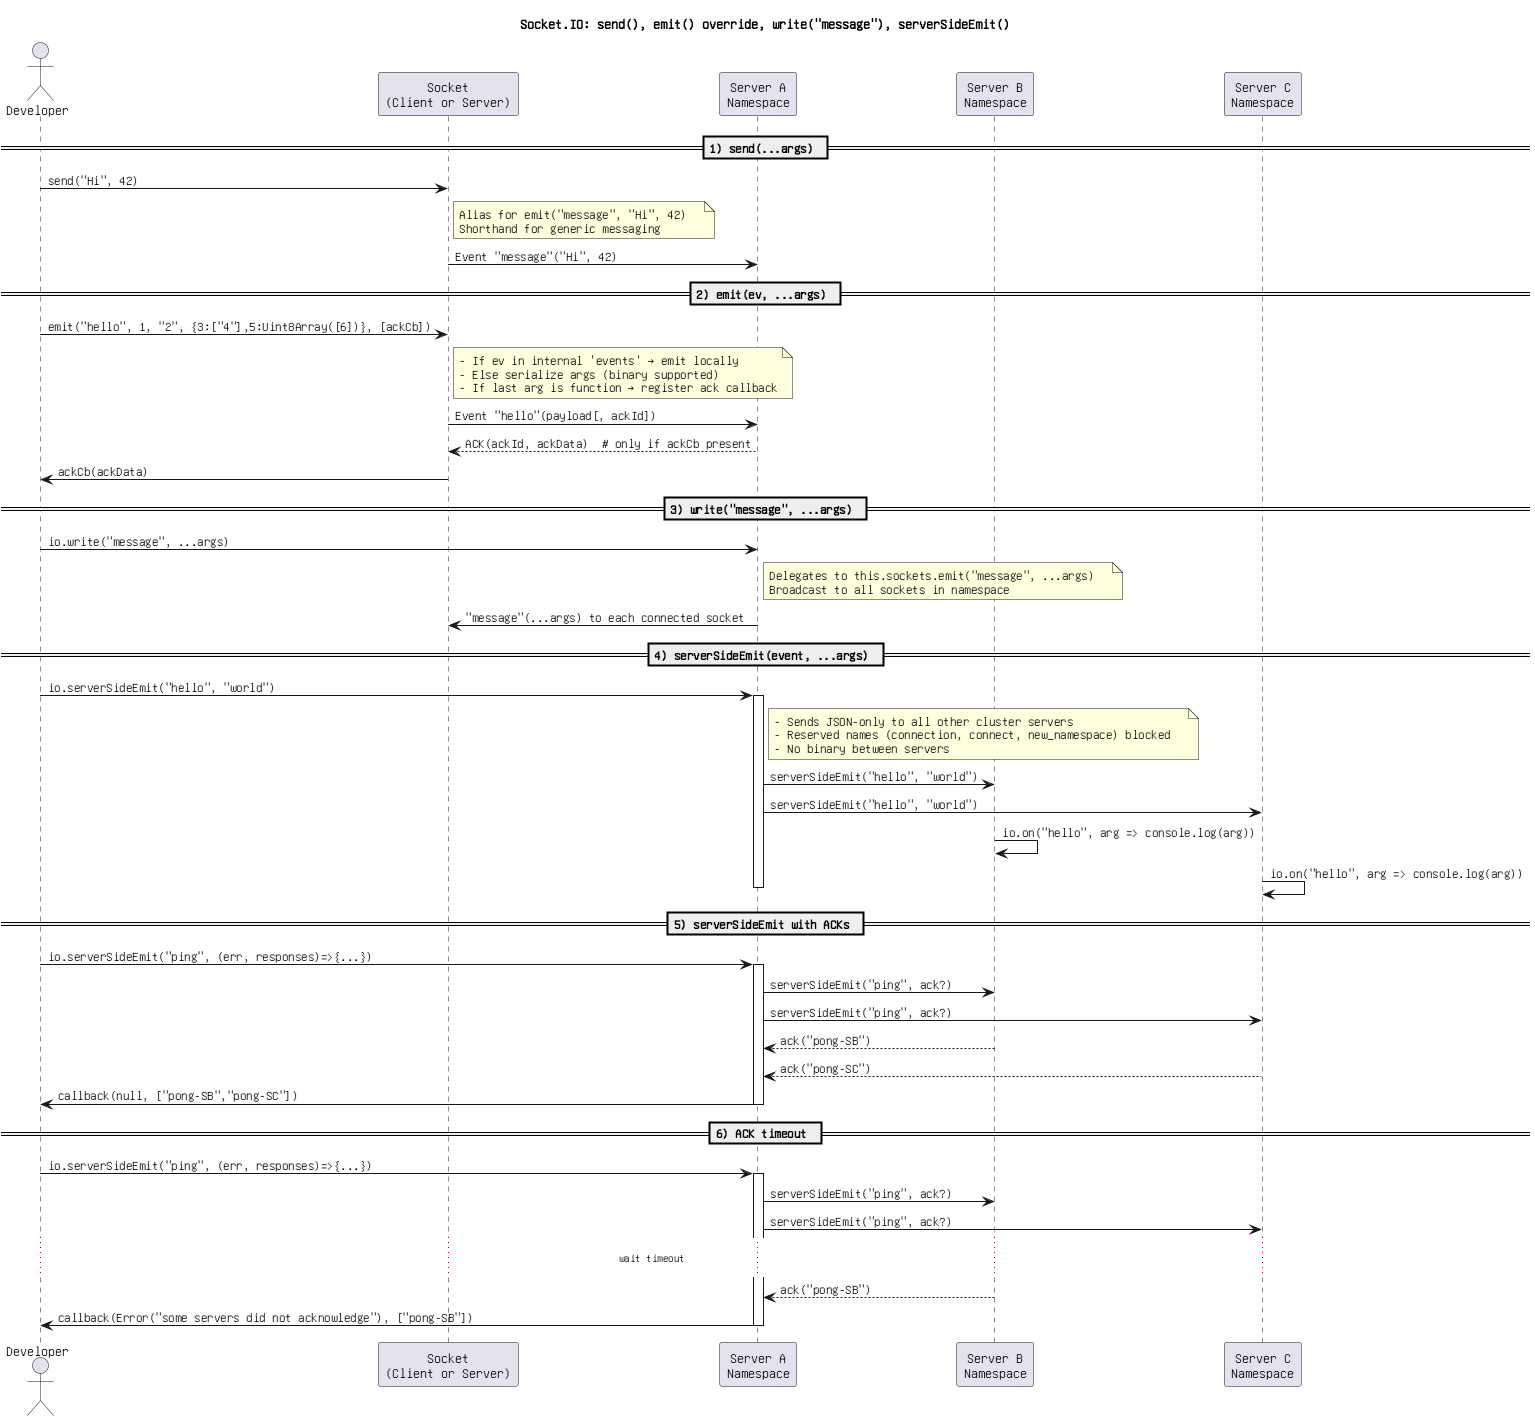 Socket.IO: send(), emit() override, write("message"), serverSideEmit()
Developer
Socket
(Client or Server)
Server A
Namespace
Server B
Namespace
Server C
Namespace
1) send(...args)
send("Hi", 42)
Alias for emit("message", "Hi", 42)
Shorthand for generic messaging
Event "message"("Hi", 42)
2) emit(ev, ...args)
emit("hello", 1, "2", {3:["4"],5:Uint8Array([6])}, [ackCb])
- If ev in internal 'events' → emit locally
- Else serialize args (binary supported)
- If last arg is function → register ack callback
Event "hello"(payload[, ackId])
ACK(ackId, ackData)  # only if ackCb present
ackCb(ackData)
3) write("message", ...args)
io.write("message", ...args)
Delegates to this.sockets.emit("message", ...args)
Broadcast to all sockets in namespace
"message"(...args) to each connected socket
4) serverSideEmit(event, ...args)
io.serverSideEmit("hello", "world")
- Sends JSON-only to all other cluster servers
- Reserved names (connection, connect, new_namespace) blocked
- No binary between servers
serverSideEmit("hello", "world")
serverSideEmit("hello", "world")
io.on("hello", arg => console.log(arg))
io.on("hello", arg => console.log(arg))
5) serverSideEmit with ACKs
io.serverSideEmit("ping", (err, responses)=>{...})
serverSideEmit("ping", ack?)
serverSideEmit("ping", ack?)
ack("pong-SB")
ack("pong-SC")
callback(null, ["pong-SB","pong-SC"])
6) ACK timeout
io.serverSideEmit("ping", (err, responses)=>{...})
serverSideEmit("ping", ack?)
serverSideEmit("ping", ack?)
wait timeout
ack("pong-SB")
callback(Error("some servers did not acknowledge"), ["pong-SB"])
Developer
Socket
(Client or Server)
Server A
Namespace
Server B
Namespace
Server C
Namespace